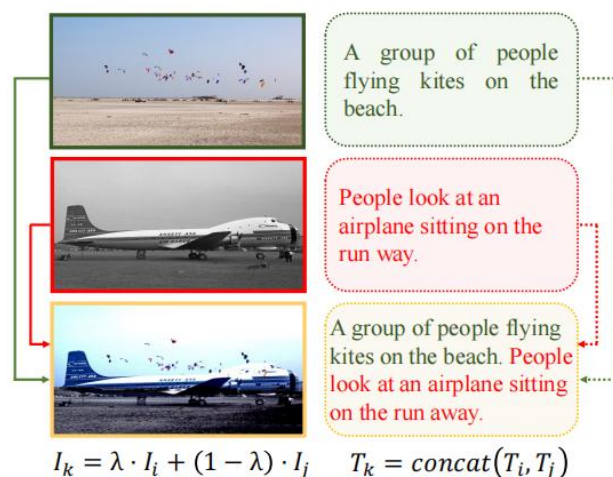 A group of people
flying kites on the
beach.
People look at an
airplane sitting on the
run way.
A group of people flying
kites on the beach. People
look at an airplane sitting
on the run away.
I_k = λ · I_i + (1 − λ) · I_j
T_k = concat(T_i, T_j)